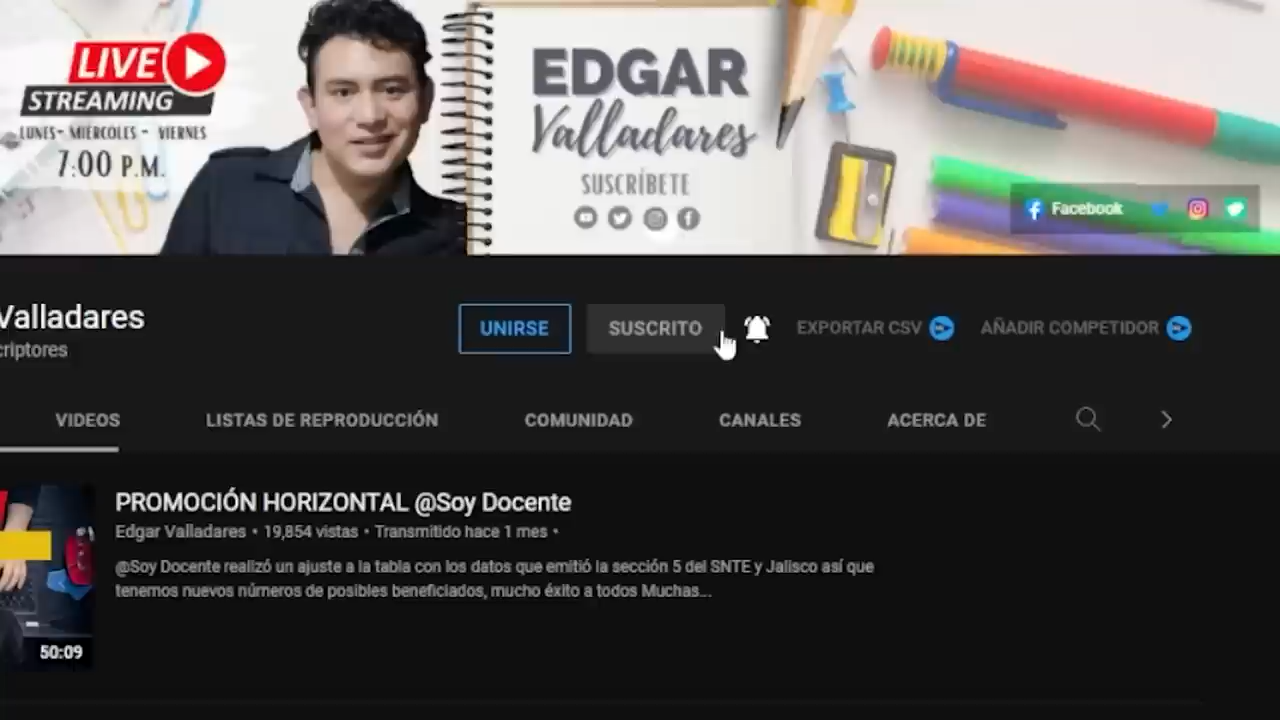 LIVE
STREAMING
LUNES- MIÉRCOLES - VIERNES
7:00 P.M.
EDGAR
Valladares
SUSCRÍBETE
Facebook
Valladares
criptores
UNIRSE
SUSCRITO
EXPORTAR CSV
AÑADIR COMPETIDOR
VIDEOS
LISTAS DE REPRODUCCIÓN
COMUNIDAD
CANALES
ACERCA DE
PROMOCIÓN HORIZONTAL @Soy Docente
Edgar Valladares • 19,854 vistas • Transmitido hace 1 mes •
@Soy Docente realizó un ajuste a la tabla con los datos que emitió la sección 5 del SNTE y Jalisco así que
tenemos nuevos números de posibles beneficiados, mucho éxito a todos Muchas...
50:09